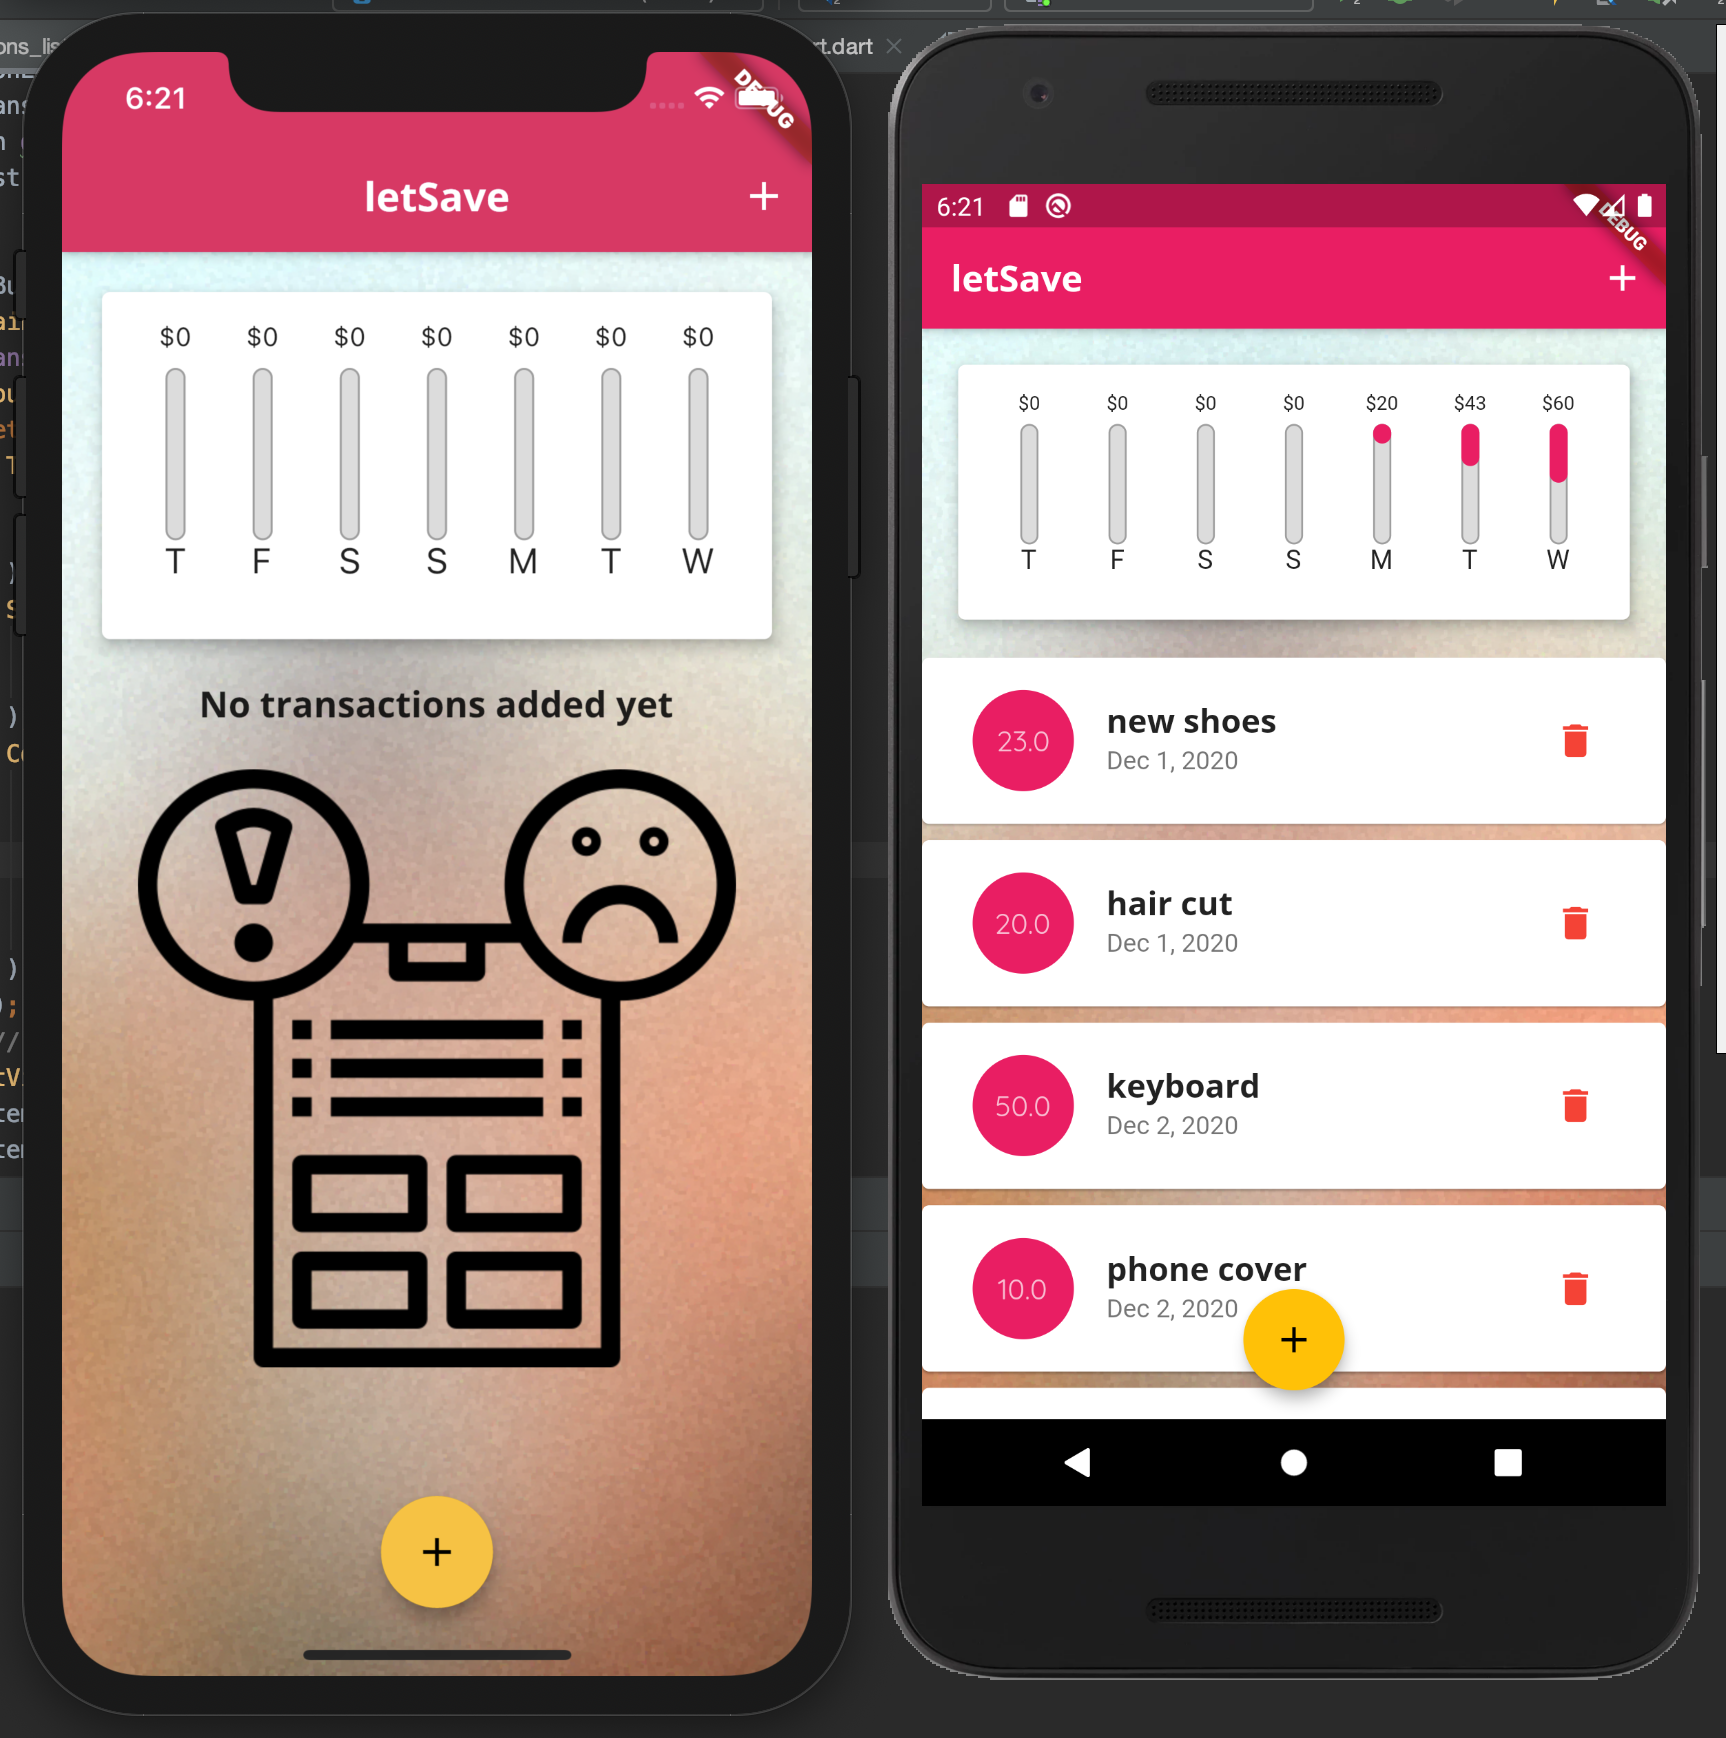 rt.dart
6:21
DEBUG
letSave
$0 $0 $0 $0 $0 $0 $0
T F S S M T W
No transactions added yet
6:21
DEBUG
letSave
$0 $0 $0 $0 $20 $43 $60
T F S S M T W
23.0
new shoes
Dec 1, 2020
20.0
hair cut
Dec 1, 2020
50.0
keyboard
Dec 2, 2020
10.0
phone cover
Dec 2, 2020